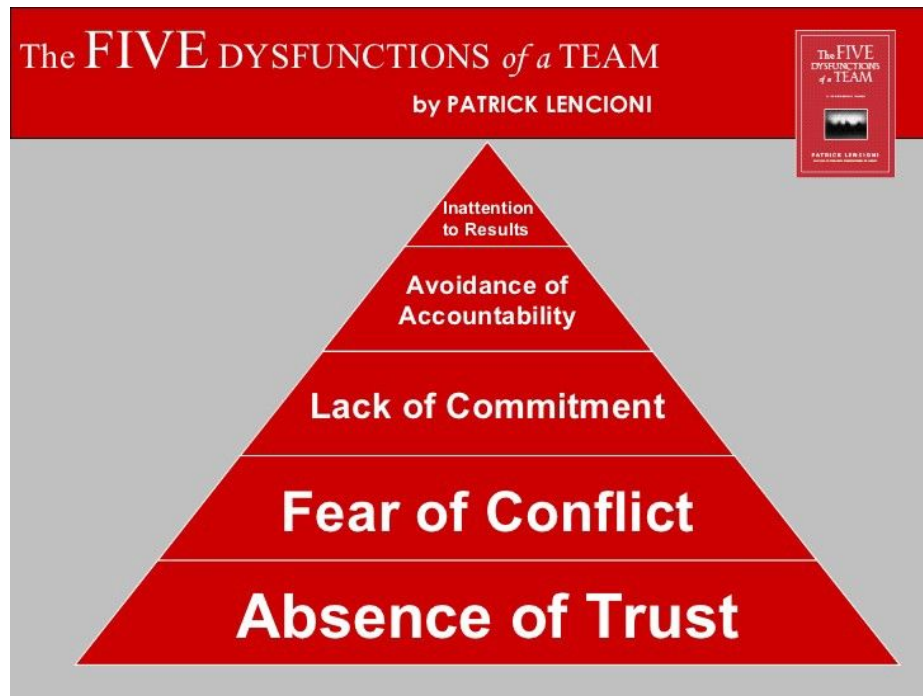 The FIVE DYSFUNCTIONS of a TEAM
by PATRICK LENCIONI
The FIVE
DYSFUNCTIONS
of a TEAM
PATRICK LENCIONI
Inattention
to Results
Avoidance of
Accountability
Lack of Commitment
Fear of Conflict
Absence of Trust